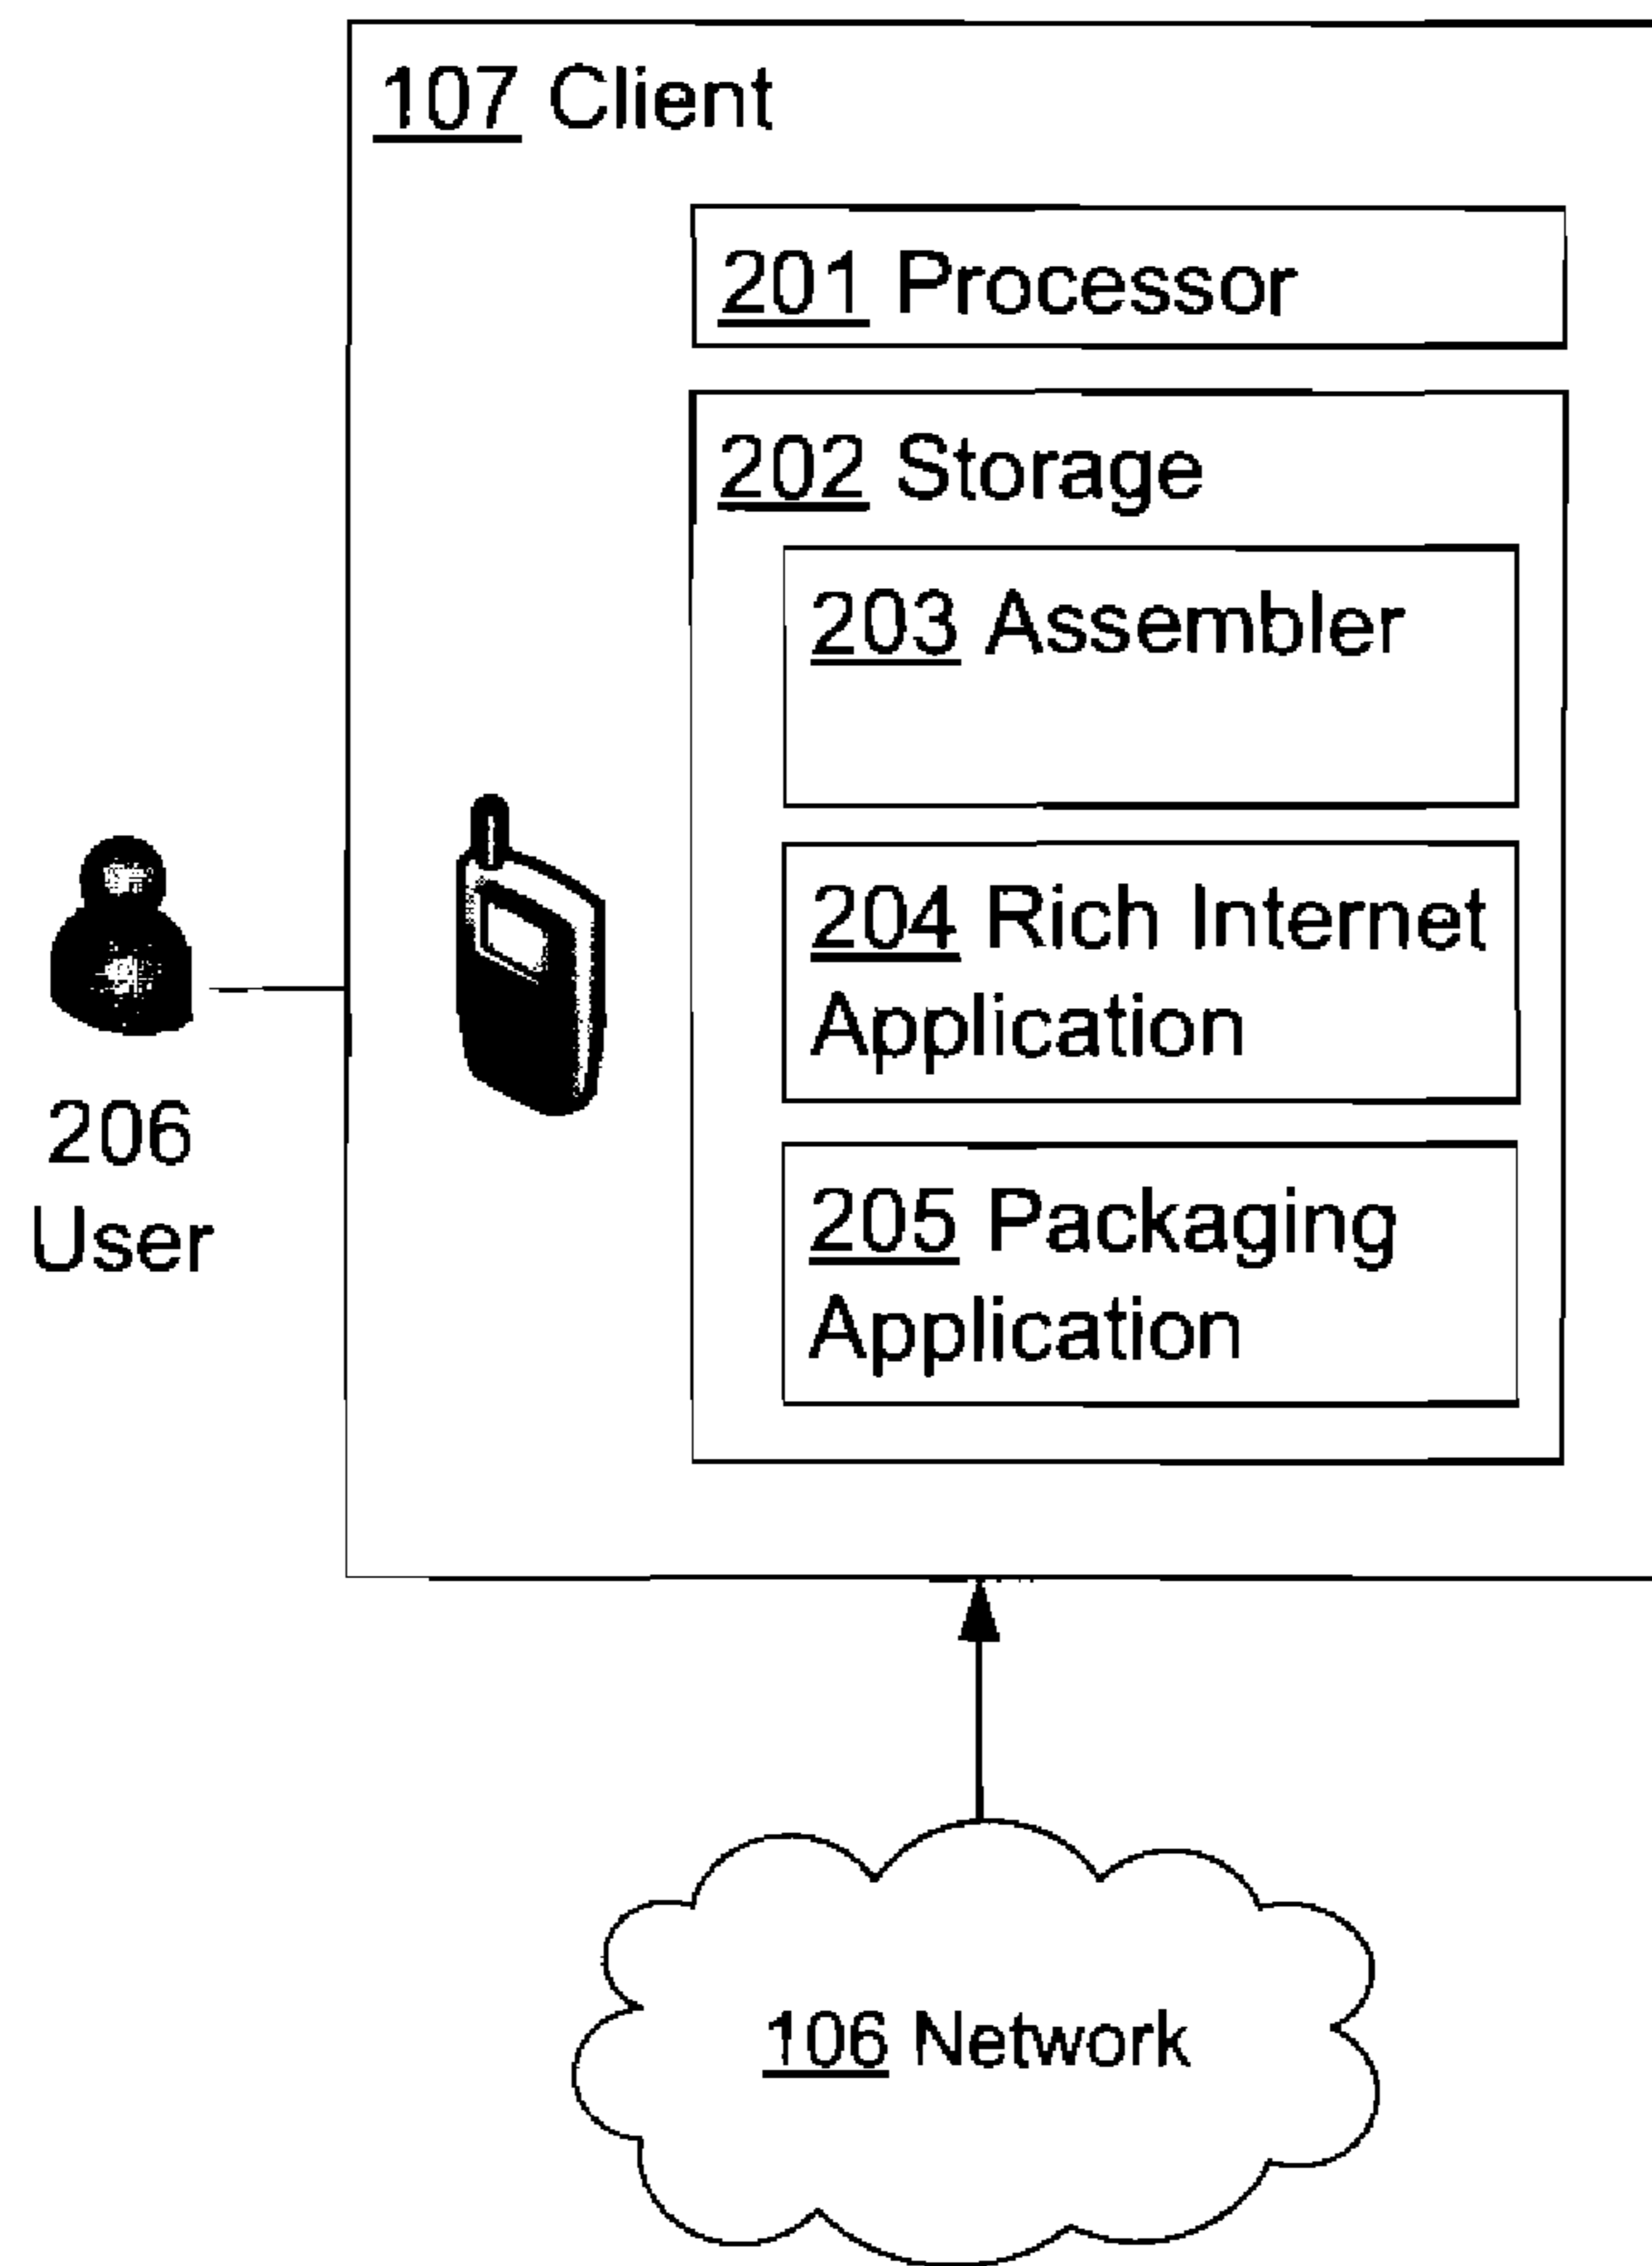 107 Client
201 Processor
202 Storage
203 Assembler
204 Rich Internet
Application
205 Packaging
Application
206
User
106 Network